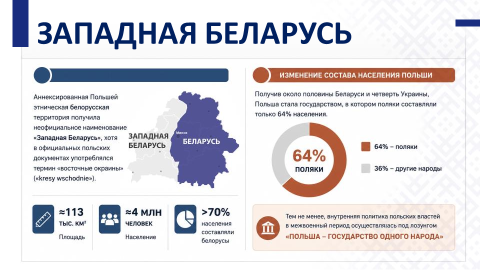 ЗАПАДНАЯ БЕЛАРУСЬ
Аннексированная Польшей
этническая белорусская
территория получила
неофициальное наименование
«Западная Беларусь», хотя
в официальных польских
документах употреблялся
термин «восточные окраины»
(«kresy wschodnie»).
ЗАПАДНАЯ
БЕЛАРУСЬ
Минск
БЕЛАРУСЬ
≈113
ТЫС. КМ²
Площадь
≈4 МЛН
ЧЕЛОВЕК
Население
>70%
населения
составляли
белорусы
ИЗМЕНЕНИЕ СОСТАВА НАСЕЛЕНИЯ ПОЛЬШИ
Получив около половины Беларуси и четверть Украины,
Польша стала государством, в котором поляки составляли
только 64% населения.
64%
ПОЛЯКИ
64% – поляки
36% – другие народы
Тем не менее, внутренняя политика польских властей
в межвоенный период осуществлялась под лозунгом
«ПОЛЬША – ГОСУДАРСТВО ОДНОГО НАРОДА»